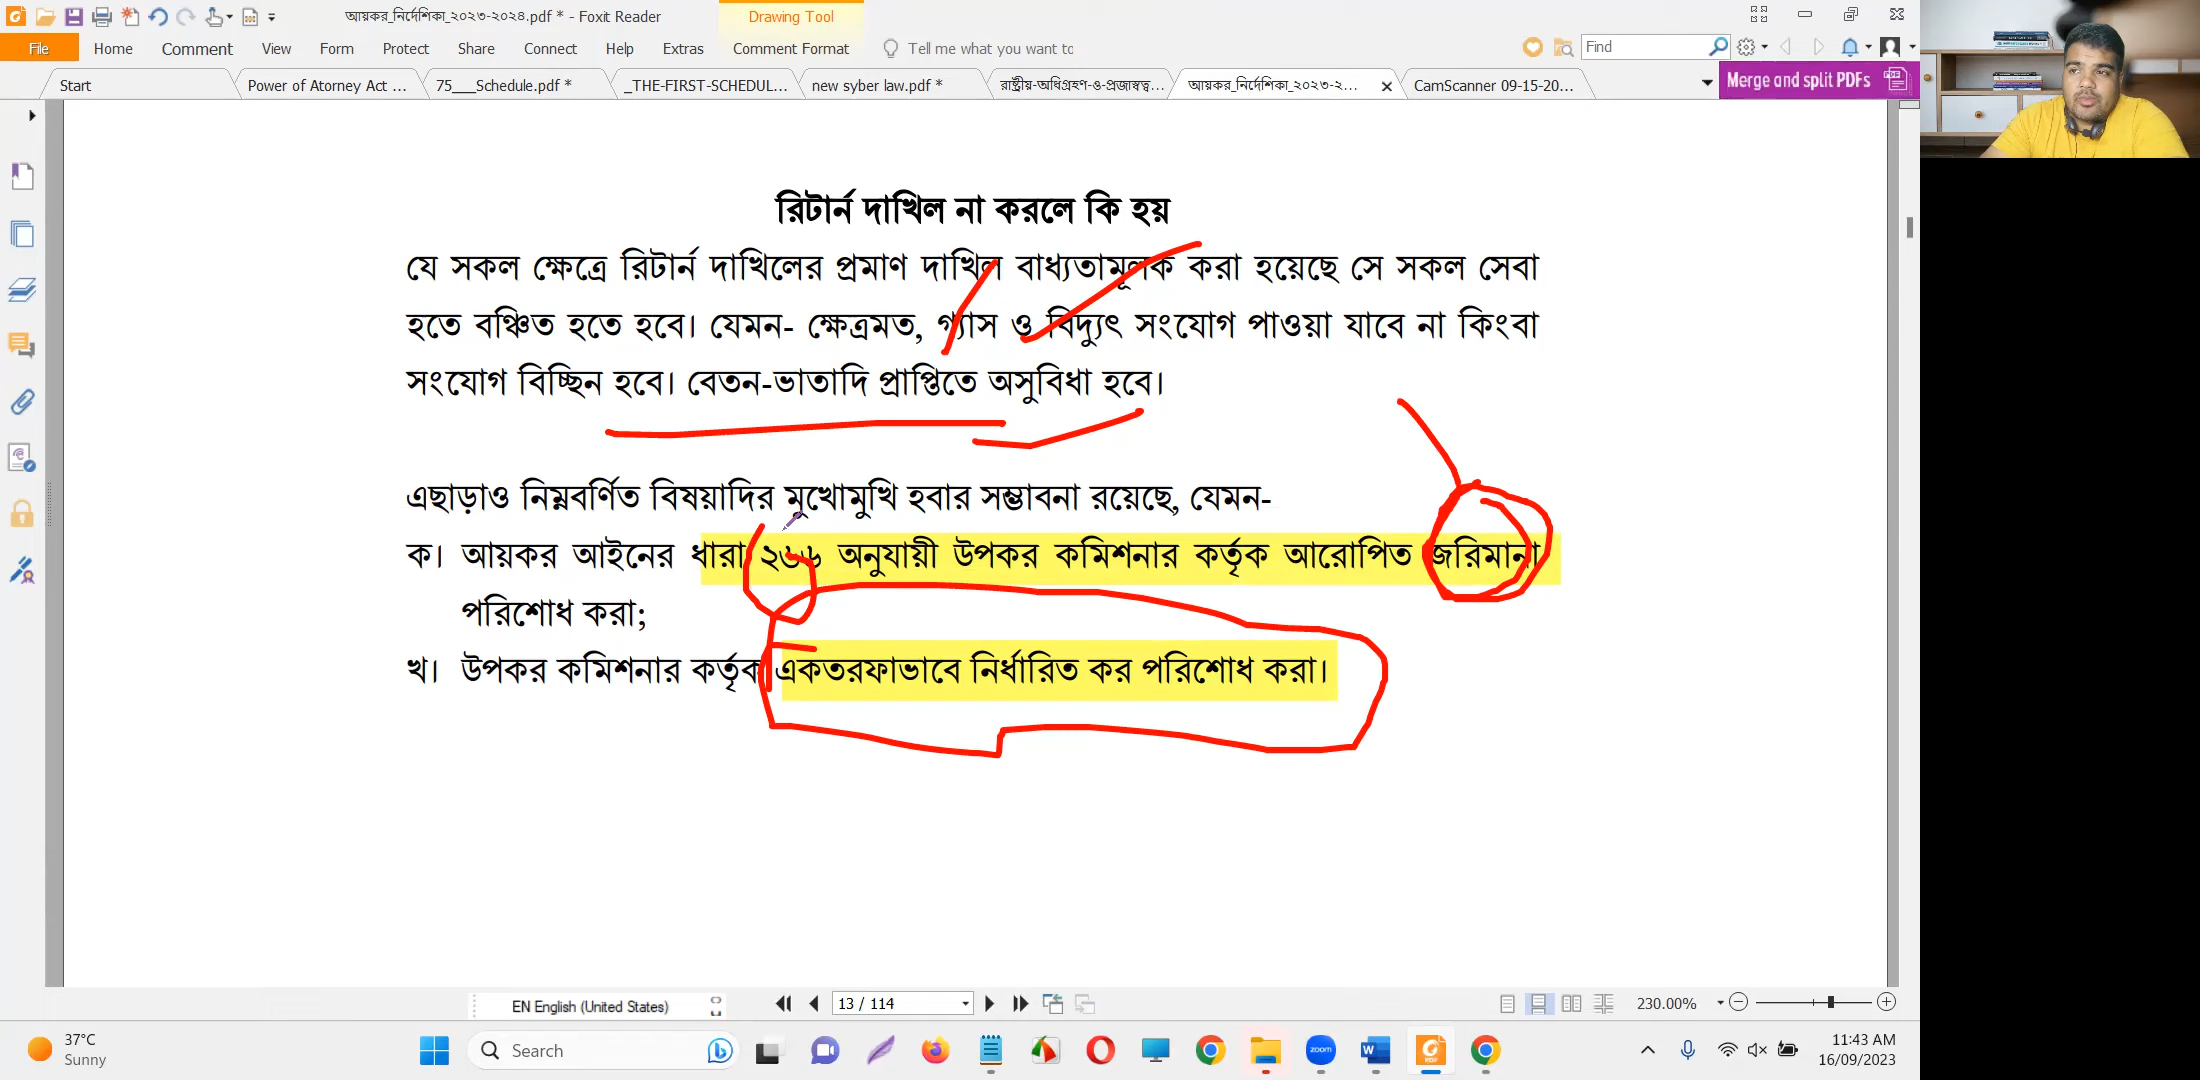 আয়কর_নির্দেশিকা_২০২৩-২০২৪.pdf * - Foxit Reader
Drawing Tool
File Home Comment View Form Protect Share Connect Help Extras Comment Format Tell me what you want to Find
Start Power of Attorney Act ... 75___Schedule.pdf * _THE-FIRST-SCHEDUL... new syber law.pdf * রাষ্ট্রীয়-অধিগ্রহণ-ও-প্রজাস্বত্ব... আয়কর_নির্দেশিকা_২০২৩-২... CamScanner 09-15-20... Merge and split PDFs
রিটার্ন দাখিল না করলে কি হয়
যে সকল ক্ষেত্রে রিটার্ন দাখিলের প্রমাণ দাখিল বাধ্যতামূলক করা হয়েছে সে সকল সেবা
হতে বঞ্চিত হতে হবে। যেমন- ক্ষেত্রমত, গ্যাস ও বিদ্যুৎ সংযোগ পাওয়া যাবে না কিংবা
সংযোগ বিচ্ছিন হবে। বেতন-ভাতাদি প্রাপ্তিতে অসুবিধা হবে।
এছাড়াও নিম্নবর্ণিত বিষয়াদির মুখোমুখি হবার সম্ভাবনা রয়েছে, যেমন-
ক। আয়কর আইনের ধারা ২৬৬ অনুযায়ী উপকর কমিশনার কর্তৃক আরোপিত জরিমানা
পরিশোধ করা;
খ। উপকর কমিশনার কর্তৃক একতরফাভাবে নির্ধারিত কর পরিশোধ করা।
EN English (United States)
13 / 114
230.00%
37°C
Sunny
Search
zoom
11:43 AM
16/09/2023